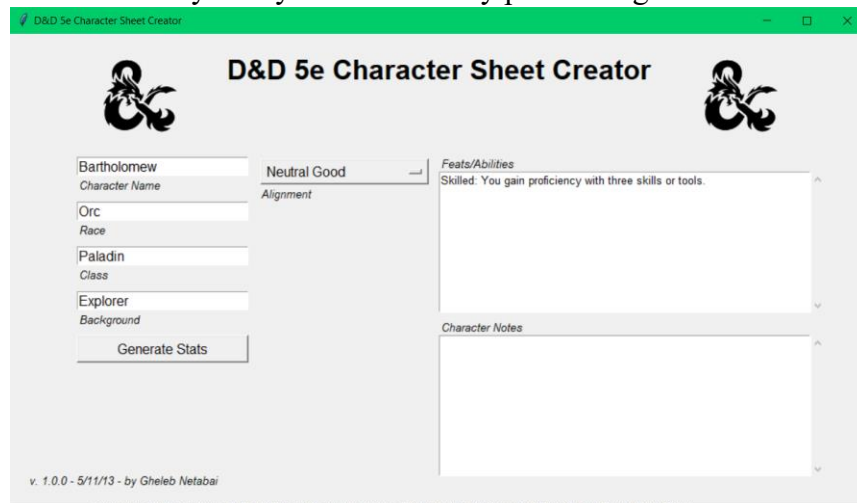 D&D 5e Character Sheet Creator
D&D 5e Character Sheet Creator
Bartholomew
Character Name
Orc
Race
Paladin
Class
Explorer
Background
Generate Stats
Neutral Good
Alignment
Feats/Abilities
Skilled: You gain proficiency with three skills or tools.
Character Notes
v. 1.0.0 - 5/11/13 - by Gheleb Netabai